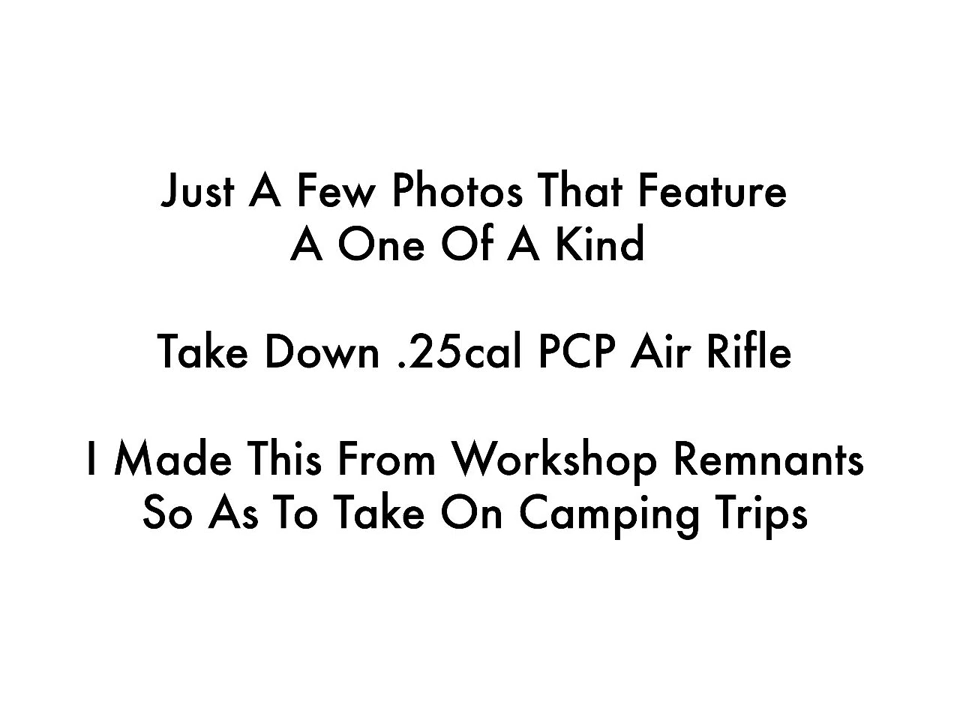 Just A Few Photos That Feature
A One Of A Kind
Take Down .25cal PCP Air Rifle
I Made This From Workshop Remnants
So As To Take On Camping Trips